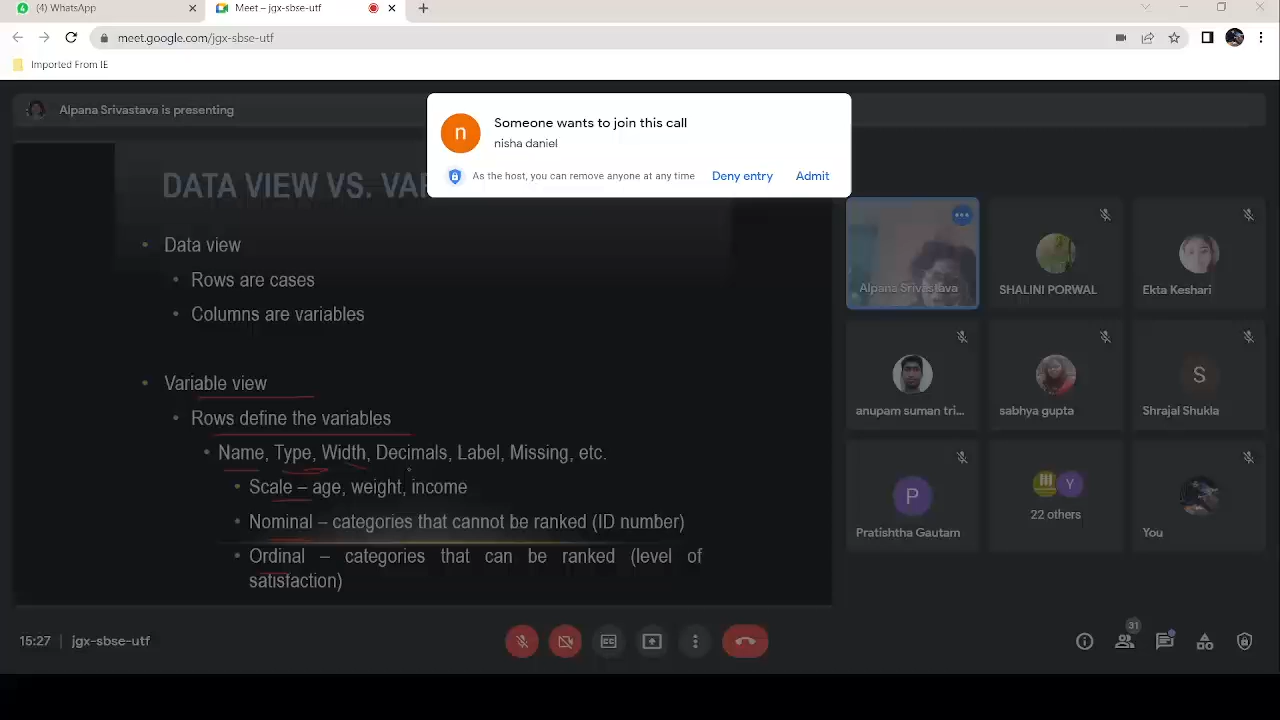 (4) WhatsApp
Meet – jgx-sbse-utf
meet.google.com/jgx-sbse-utf
Imported From IE
Alpana Srivastava is presenting
n
Someone wants to join this call
nisha daniel
As the host, you can remove anyone at any time
Deny entry
Admit
DATA VIEW VS.
• Data view
• Rows are cases
• Columns are variables
• Variable view
• Rows define the variables
• Name, Type, Width, Decimals, Label, Missing, etc.
• Scale – age, weight, income
• Nominal – categories that cannot be ranked (ID number)
• Ordinal – categories that can be ranked (level of
satisfaction)
Alpana Srivastava
SHALINI PORWAL
Ekta Keshari
anupam suman tri...
sabhya gupta
S
Shrajal Shukla
P
Pratishtha Gautam
Y
22 others
You
15:27 | jgx-sbse-utf
CC
31